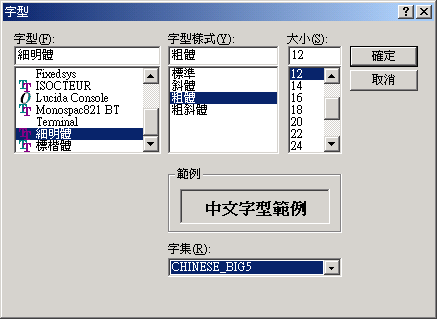 字型
字型(F):
細明體
Fixedsys
ISOCTEUR
Lucida Console
Monospac821 BT
Terminal
細明體
標楷體
字型樣式(Y):
粗體
標準
斜體
粗體
粗斜體
大小(S):
12
12
14
16
18
20
22
24
確定
取消
範例
中文字型範例
字集(R):
CHINESE_BIG5